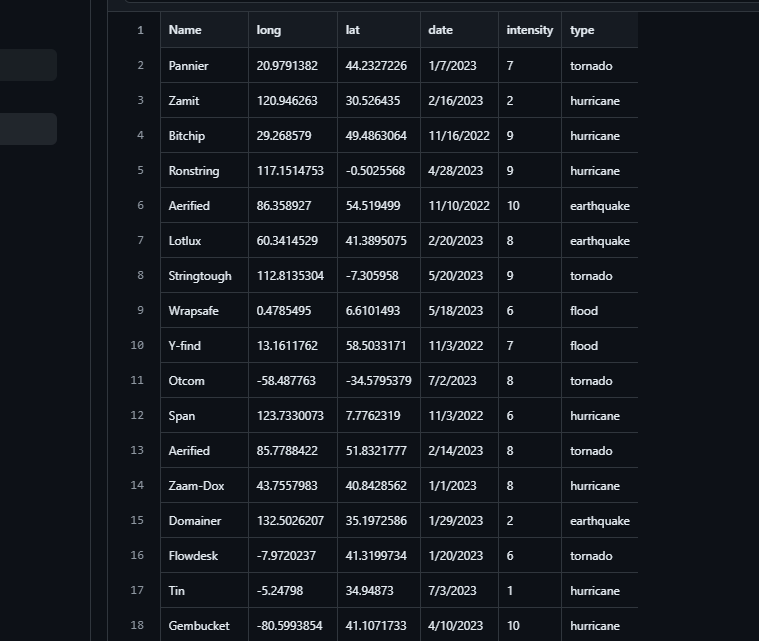 1 Name long lat date intensity type
2 Pannier 20.9791382 44.2327226 1/7/2023 7 tornado
3 Zamit 120.946263 30.526435 2/16/2023 2 hurricane
4 Bitchip 29.268579 49.4863064 11/16/2022 9 hurricane
5 Ronstring 117.1514753 -0.5025568 4/28/2023 9 hurricane
6 Aerified 86.358927 54.519499 11/10/2022 10 earthquake
7 Lotlux 60.3414529 41.3895075 2/20/2023 8 earthquake
8 Stringtough 112.8135304 -7.305958 5/20/2023 9 tornado
9 Wrapsafe 0.4785495 6.6101493 5/18/2023 6 flood
10 Y-find 13.1611762 58.5033171 11/3/2022 7 flood
11 Otcom -58.487763 -34.5795379 7/2/2023 8 tornado
12 Span 123.7330073 7.7762319 11/3/2022 6 hurricane
13 Aerified 85.7788422 51.8321777 2/14/2023 8 tornado
14 Zaam-Dox 43.7557983 40.8428562 1/1/2023 8 hurricane
15 Domainer 132.5026207 35.1972586 1/29/2023 2 earthquake
16 Flowdesk -7.9720237 41.3199734 1/20/2023 6 tornado
17 Tin -5.24798 34.94873 7/3/2023 1 hurricane
18 Gembucket -80.5993854 41.1071733 4/10/2023 10 hurricane